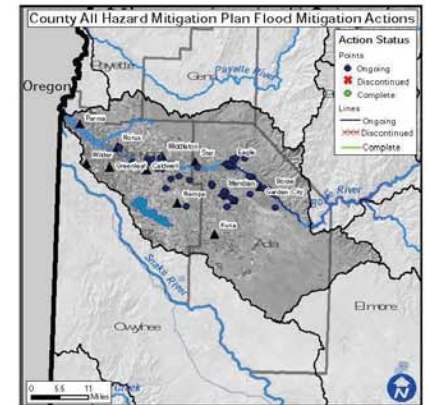 County All Hazard Mitigation Plan Flood Mitigation Actions
Action Status
Points
Ongoing
Discontinued
Complete
Lines
Ongoing
Discontinued
Complete
Payette
Gem
Payette River
Oregon
Parma
Notus
Middleton
Star
Eagle
Wilder
Greenleaf
Caldwell
Meridian
Boise
Garden City
Nampa
Boise River
Kuna
Ada
Snake River
Elmore
Owyhee
Creek
0 5.5 11
Miles
N